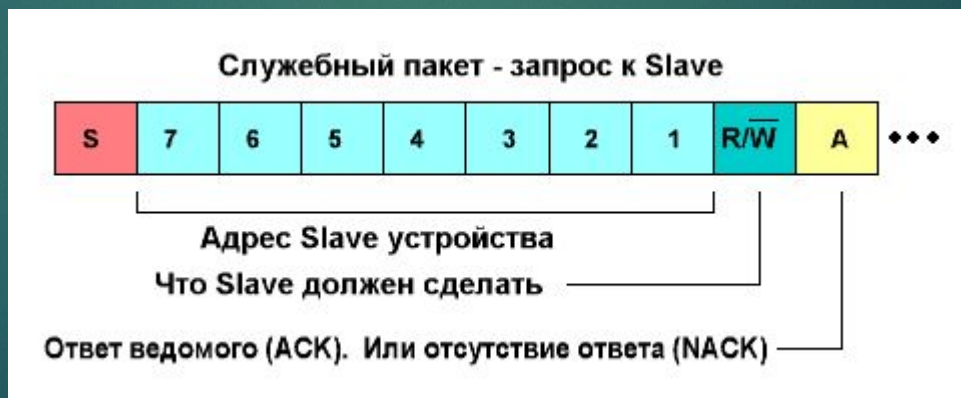 Служебный пакет - запрос к Slave
S 7 6 5 4 3 2 1 R/W̅ A •••
Адрес Slave устройства
Что Slave должен сделать
Ответ ведомого (ACK). Или отсутствие ответа (NACK)